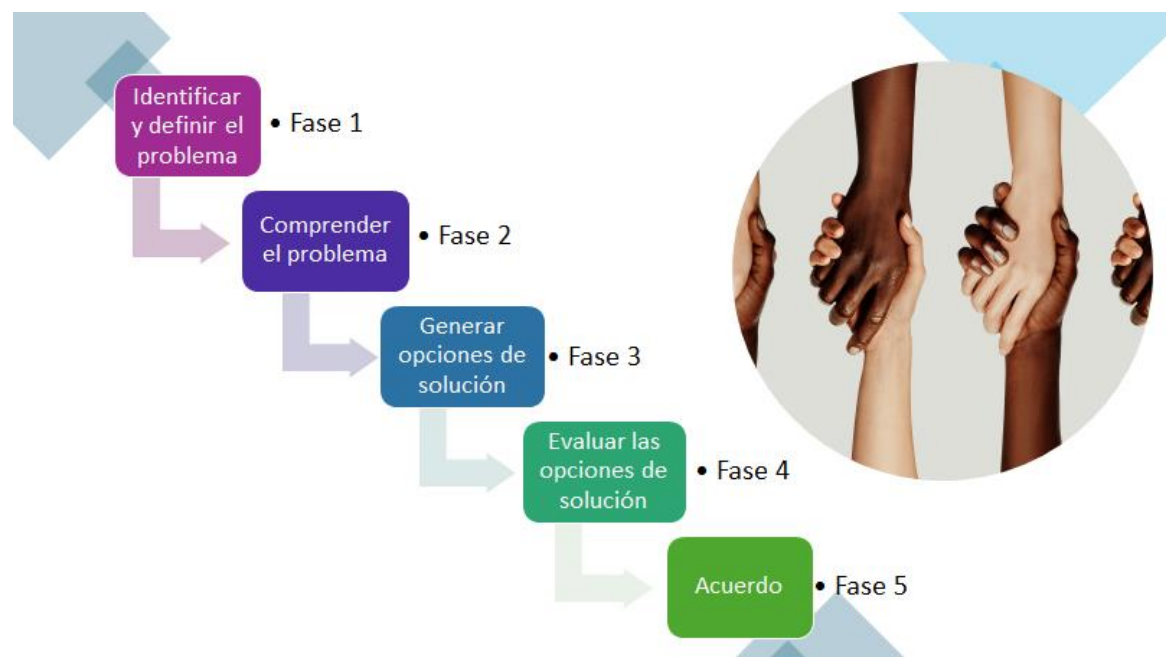 Identificar
y definir el
problema
• Fase 1
Comprender
el problema
• Fase 2
Generar
opciones de
solución
• Fase 3
Evaluar las
opciones de
solución
• Fase 4
Acuerdo
• Fase 5